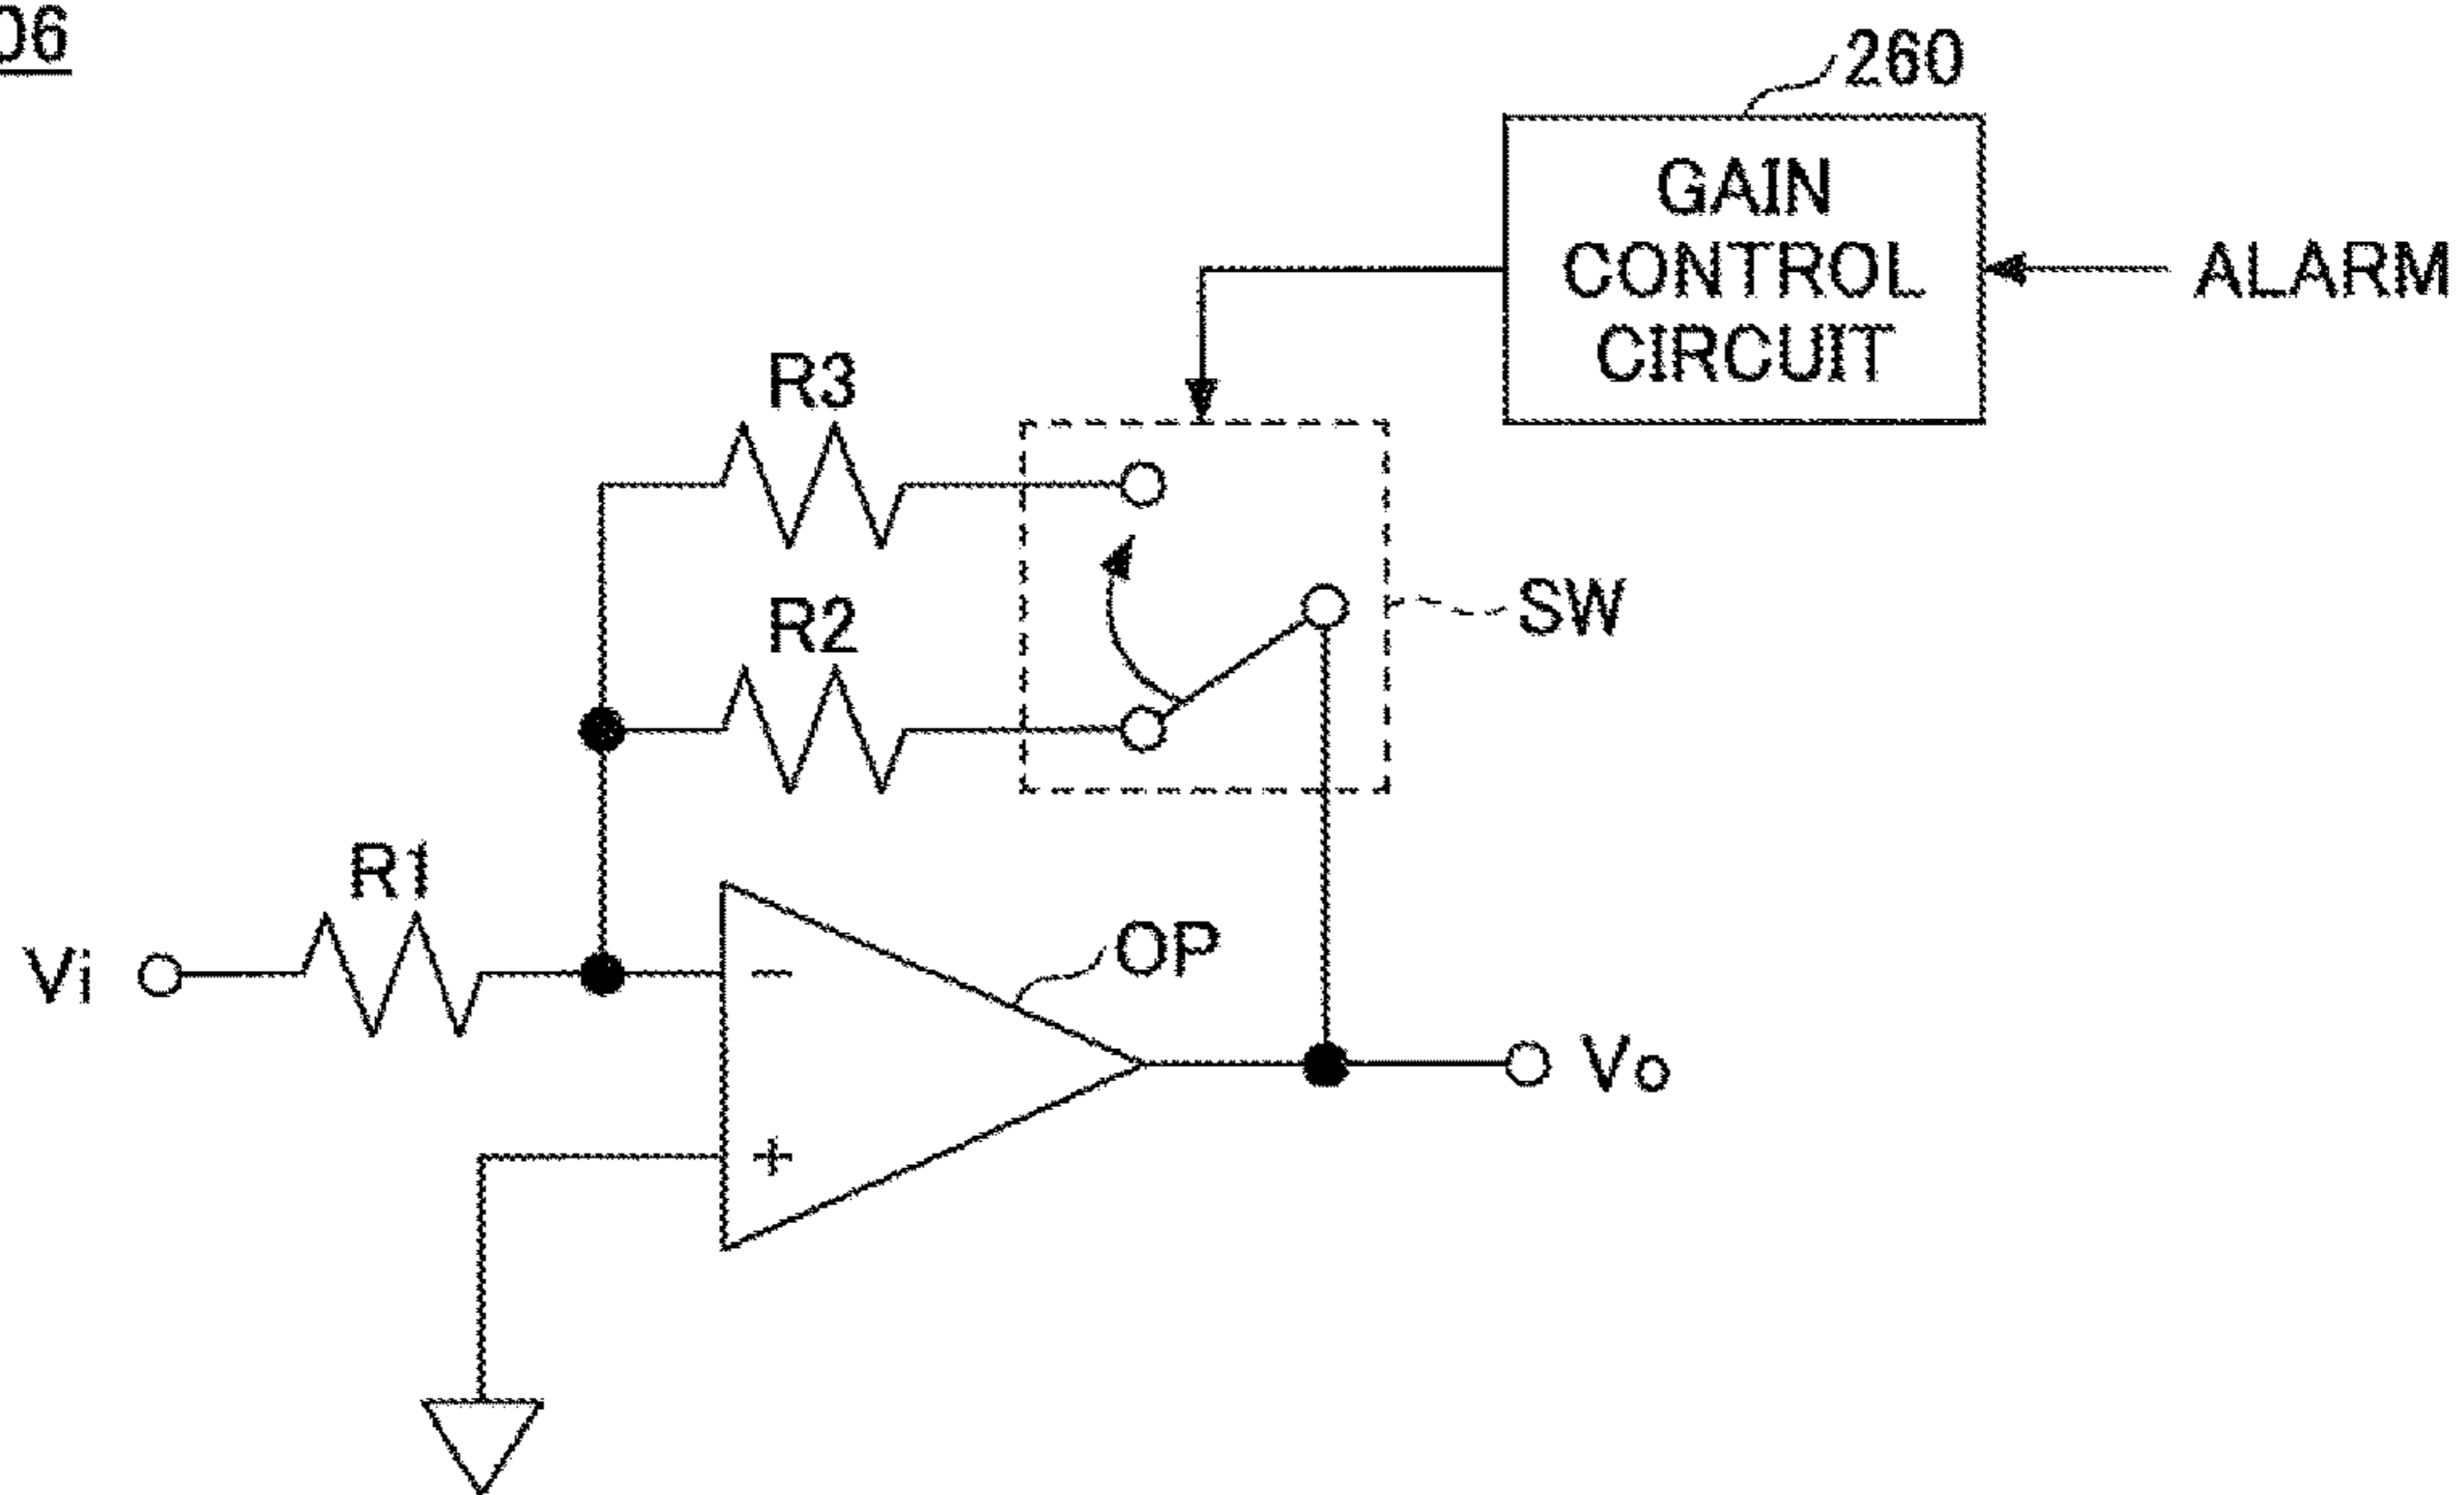 06
260
GAIN
CONTROL
CIRCUIT
ALARM
R3
R2
SW
R1
Vi
OP
Vo
−
+